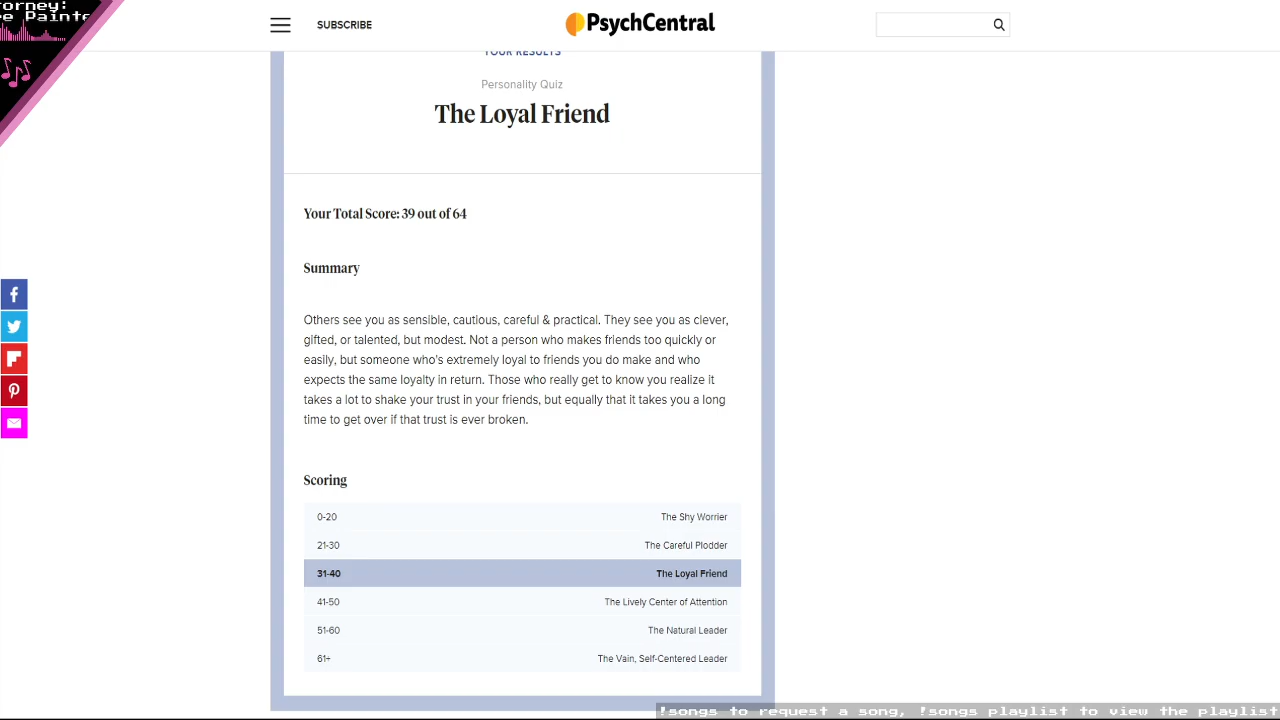 orney:
Painte
SUBSCRIBE
PsychCentral
YOUR RESULTS
Personality Quiz
The Loyal Friend
Your Total Score: 39 out of 64
Summary
Others see you as sensible, cautious, careful & practical. They see you as clever,
gifted, or talented, but modest. Not a person who makes friends too quickly or
easily, but someone who's extremely loyal to friends you do make and who
expects the same loyalty in return. Those who really get to know you realize it
takes a lot to shake your trust in your friends, but equally that it takes you a long
time to get over if that trust is ever broken.
Scoring
0-20 The Shy Worrier
21-30 The Careful Plodder
31-40 The Loyal Friend
41-50 The Lively Center of Attention
51-60 The Natural Leader
61+ The Vain, Self-Centered Leader
!songs to request a song, !songs playlist to view the playlist